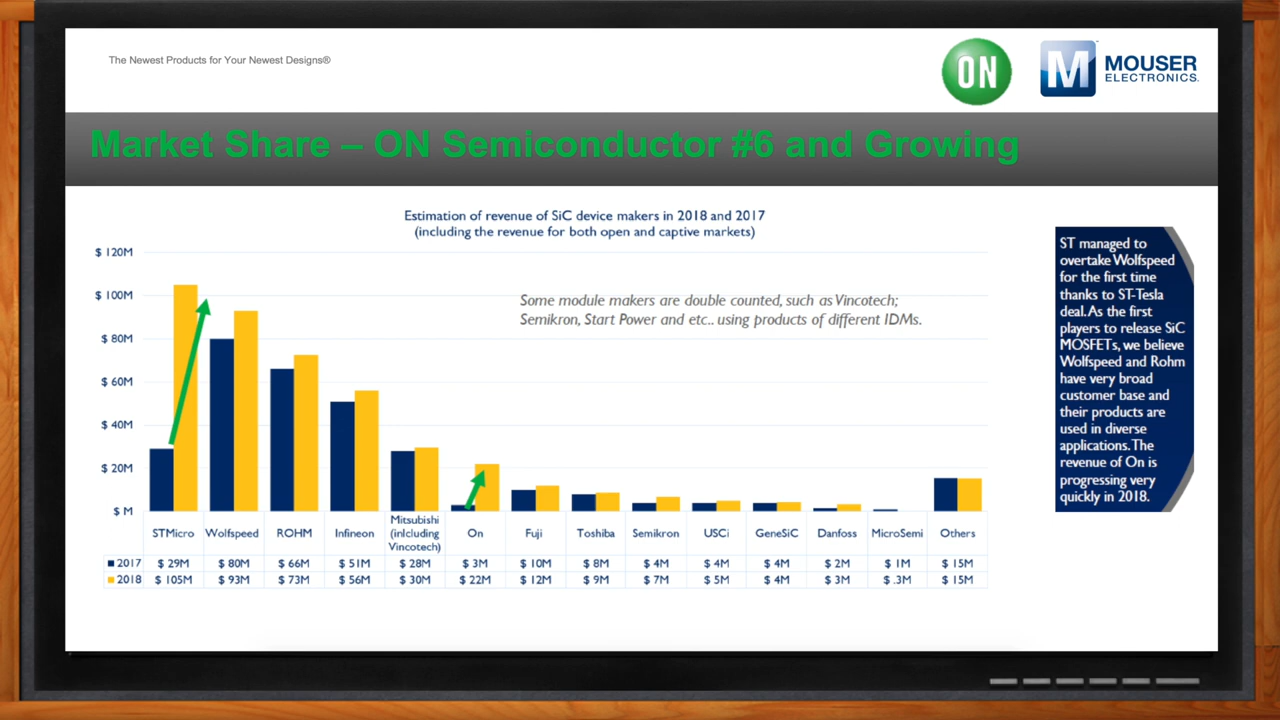 The Newest Products for Your Newest Designs®
ON
M MOUSER
ELECTRONICS.
Market Share – ON Semiconductor #6 and Growing
Estimation of revenue of SiC device makers in 2018 and 2017
(including the revenue for both open and captive markets)
$ 120M
$ 100M
$ 80M
$ 60M
$ 40M
$ 20M
$ M
Some module makers are double counted, such as Vincotech;
Semikron, Start Power and etc.. using products of different IDMs.
STMicro Wolfspeed ROHM Infineon Mitsubishi (inlcluding Vincotech) On Fuji Toshiba Semikron USCi GeneSiC Danfoss MicroSemi Others
2017 $ 29M $ 80M $ 66M $ 51M $ 28M $ 3M $ 10M $ 8M $ 4M $ 4M $ 4M $ 2M $ 1M $ 15M
2018 $ 105M $ 93M $ 73M $ 56M $ 30M $ 22M $ 12M $ 9M $ 7M $ 5M $ 4M $ 3M $ .3M $ 15M
ST managed to
overtake Wolfspeed
for the first time
thanks to ST-Tesla
deal. As the first
players to release SiC
MOSFETs, we believe
Wolfspeed and Rohm
have very broad
customer base and
their products are
used in diverse
applications. The
revenue of On is
progressing very
quickly in 2018.